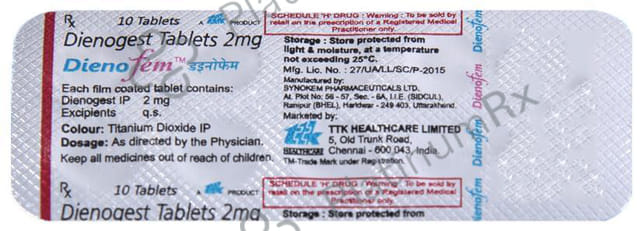 Rx 10 Tablets A ttk PRODUCT
Dienogest Tablets 2mg
Dienofem™ डइनोफेम
Each film coated tablet contains:
Dienogest IP 2 mg
Excipients q.s.
Colour: Titanium Dioxide IP
Dosage: As directed by the Physician.
Keep all medicines out of reach of children.
Rx 10 Tablets A ttk PRODUCT
Dienogest Tablets 2mg
SCHEDULE 'H' DRUG : Warning : To be sold by
retail on the prescription of a Registered Medical
Practitioner only.
Storage : Store protected from
light & moisture, at a temperature
not exceeding 25°C.
Mfg. Lic. No. : 27/UA/LL/SC/P-2015
Manufactured by:
SYNOKEM PHARMACEUTICALS LTD.
At. Plot No: 56 - 57, Sec. - 6A, I.I.E. (SIDCUL),
Ranipur (BHEL), Haridwar - 249 403, Uttarakhand.
Marketed by:
ttk HEALTHCARE
TTK HEALTHCARE LIMITED
5, Old Trunk Road,
Chennai - 600 043, India.
TM-Trade Mark under Registration.
SCHEDULE 'H' DRUG : Warning : To be sold by
retail on the prescription of a Registered Medical
Practitioner only.
Storage : Store protected from
Dienofem
Dienofem
Dienofem
ienofem